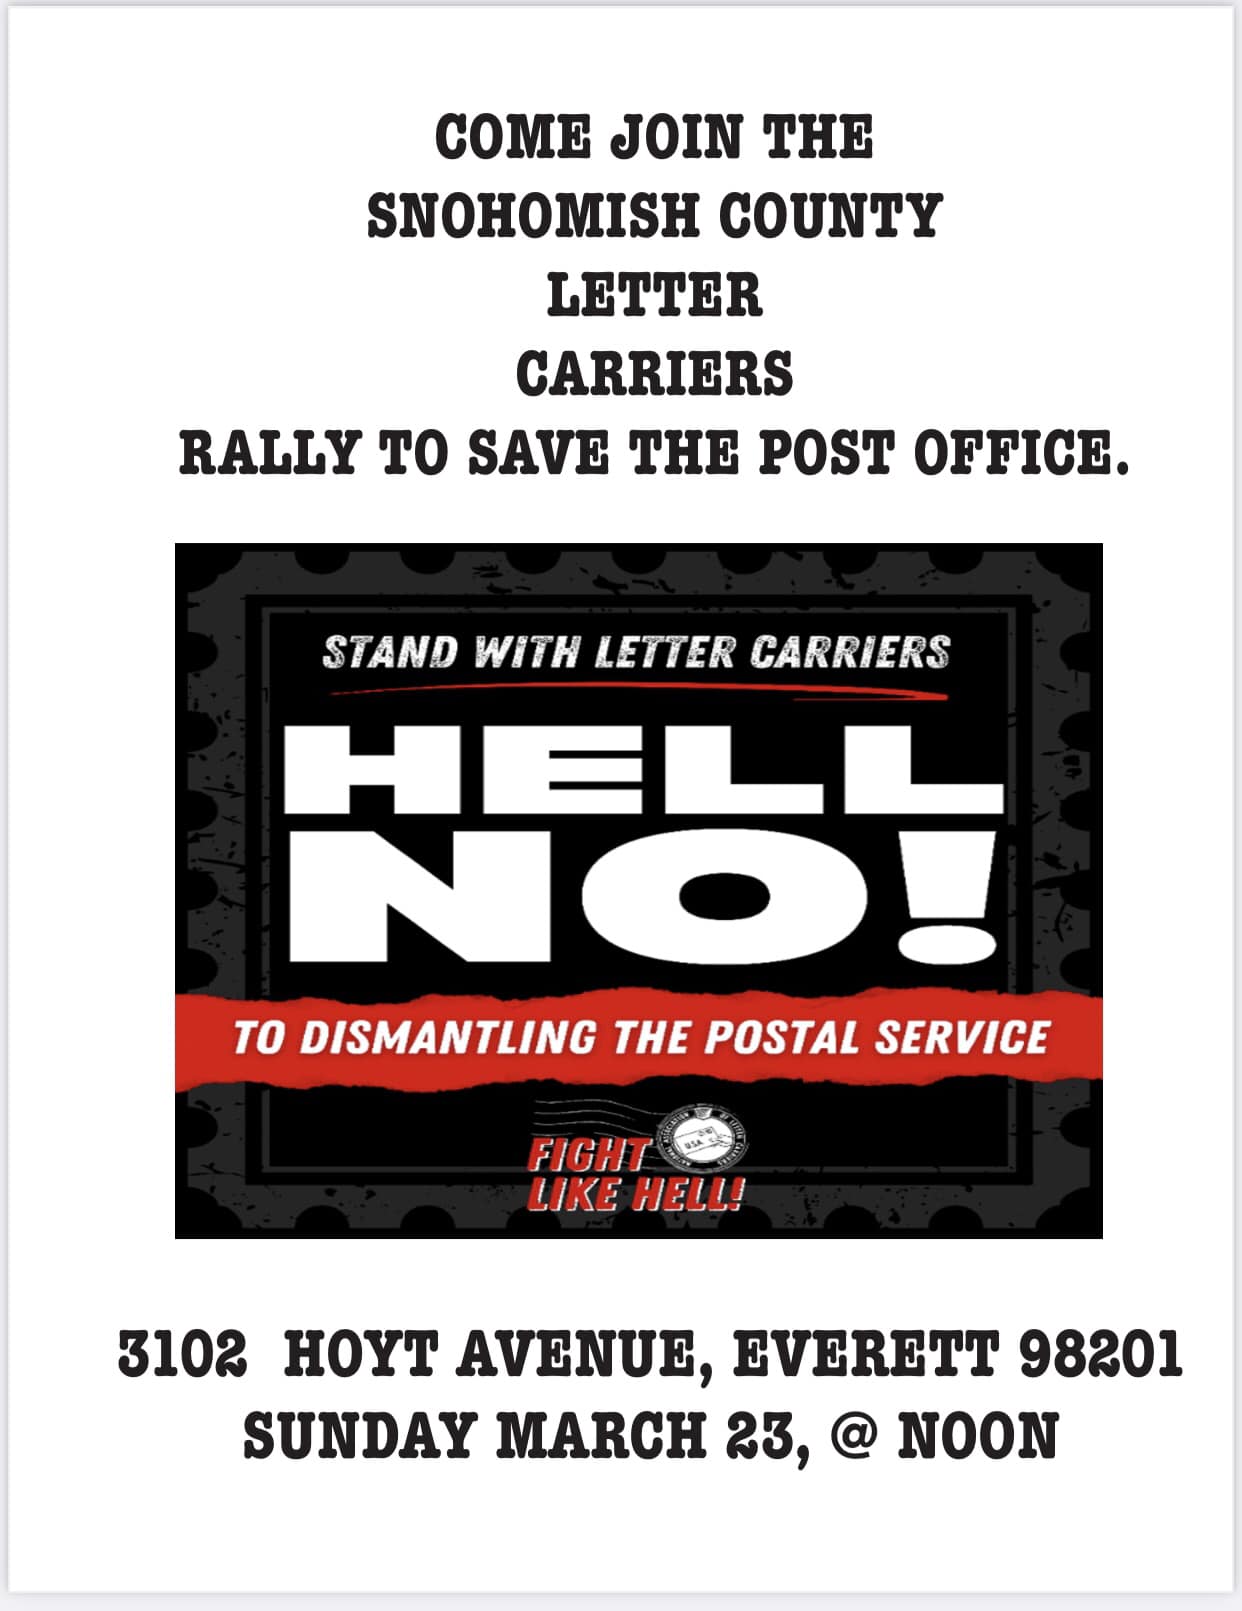 COME JOIN THE
SNOHOMISH COUNTY
LETTER
CARRIERS
RALLY TO SAVE THE POST OFFICE.
STAND WITH LETTER CARRIERS
HELL
NO!
TO DISMANTLING THE POSTAL SERVICE
NATIONAL ASSOCIATION OF LETTER CARRIERS
U.S.A.
FIGHT
LIKE HELL!
3102 HOYT AVENUE, EVERETT 98201
SUNDAY MARCH 23, @ NOON